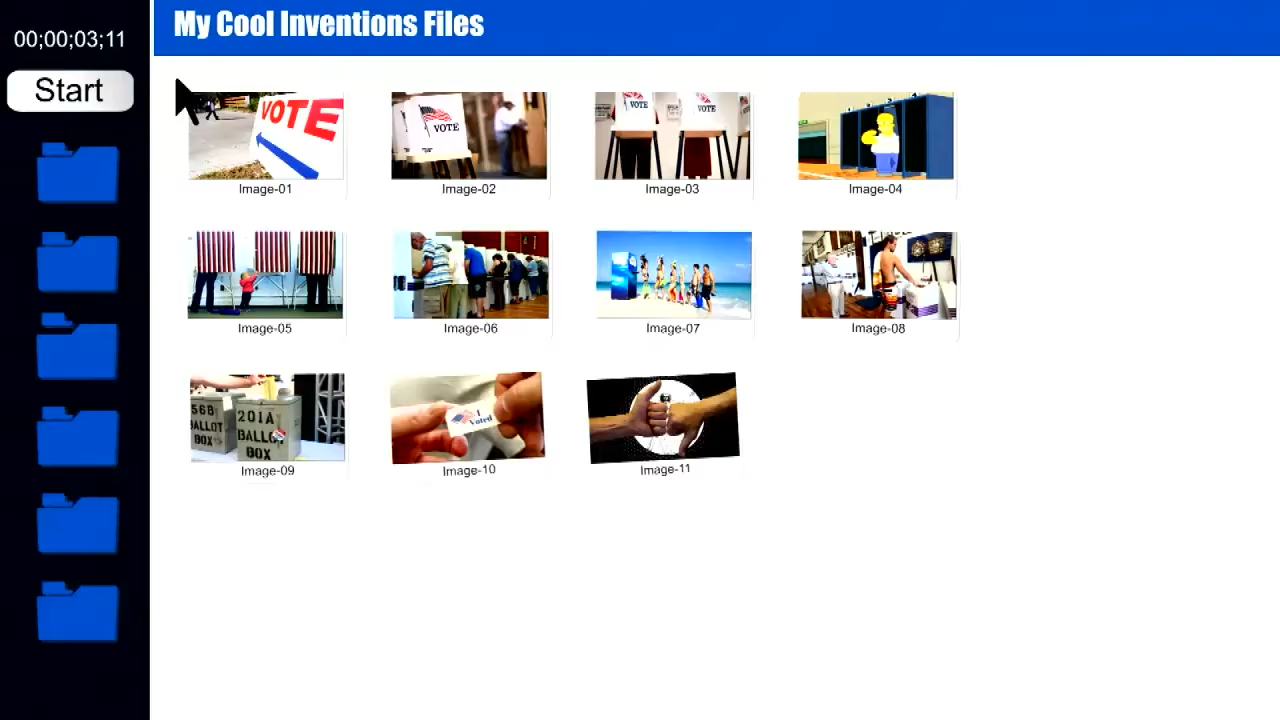 My Cool Inventions Files
00;00;03;11
Start
VOTE
Image-01
VOTE
Image-02
VOTE
VOTE
Image-03
Image-04
Image-05
Image-06
Image-07
Image-08
56B
BALLOT
BOX
201A
BALLOT
BOX
Image-09
I
Voted
Image-10
Image-11